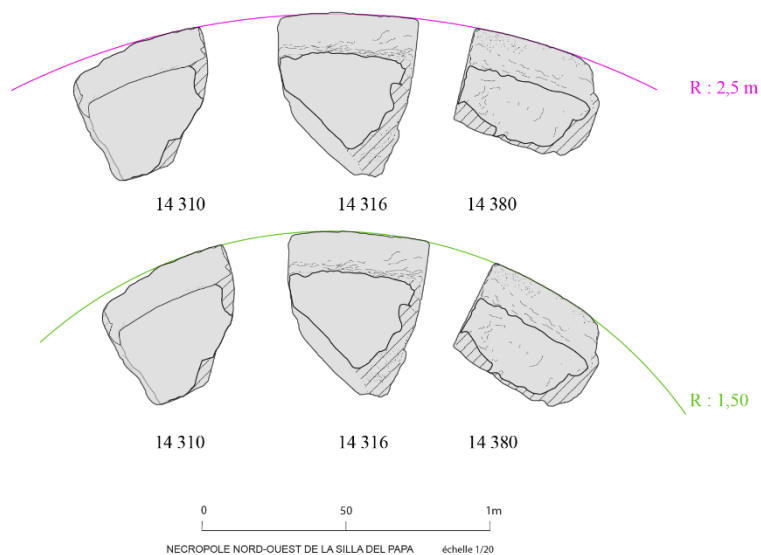 R : 2,5 m
14 310 14 316 14 380
R : 1,50
14 310 14 316 14 380
0 50 1m
NECROPOLE NORD-OUEST DE LA SILLA DEL PAPA échelle 1/20